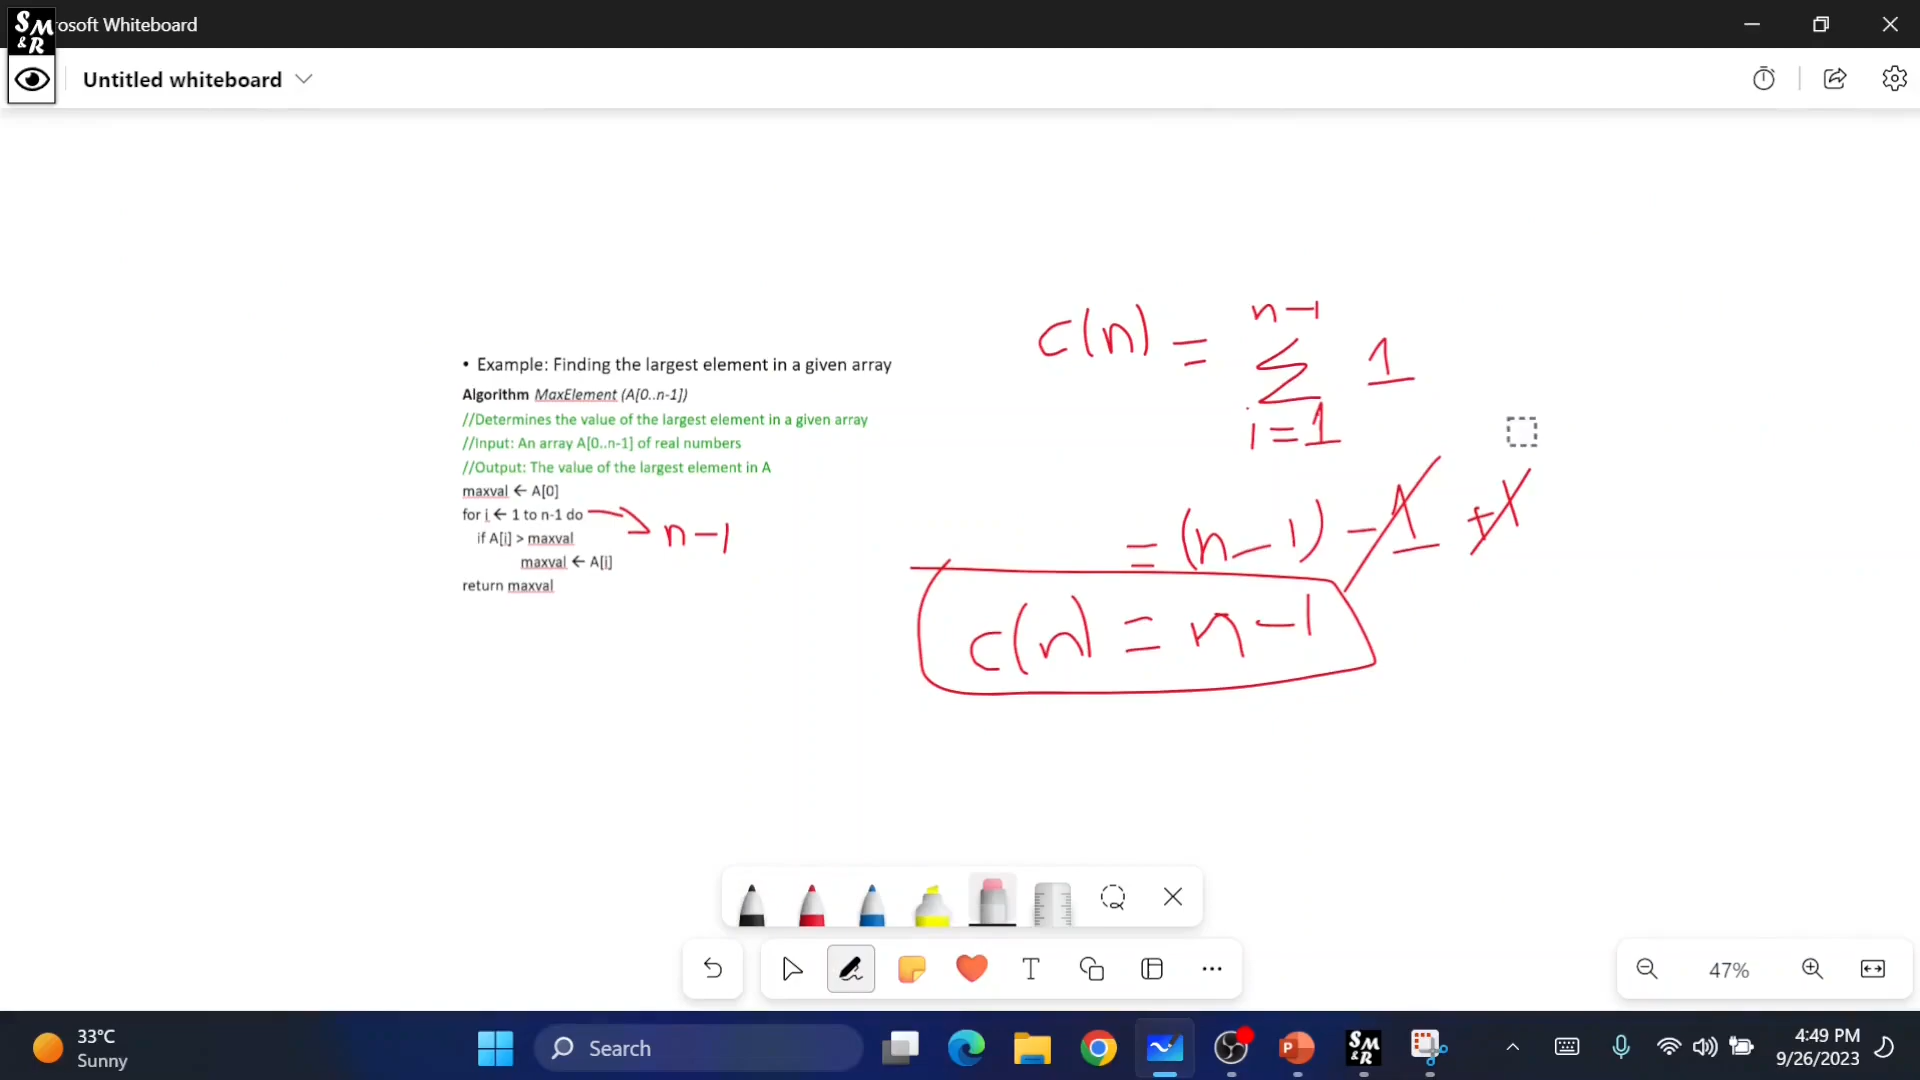 SM
&R
rosoft Whiteboard
Untitled whiteboard
• Example: Finding the largest element in a given array
Algorithm MaxElement (A[0..n-1])
//Determines the value of the largest element in a given array
//Input: An array A[0..n-1] of real numbers
//Output: The value of the largest element in A
maxval ← A[0]
for i ← 1 to n-1 do
n-1
if A[i] > maxval
maxval ← A[i]
return maxval
n-1
c(n) = Σ 1
i=1
= (n-1) - 1 + 1
c(n) = n-1
47%
33°C
Sunny
Search
SM
&R
4:49 PM
9/26/2023